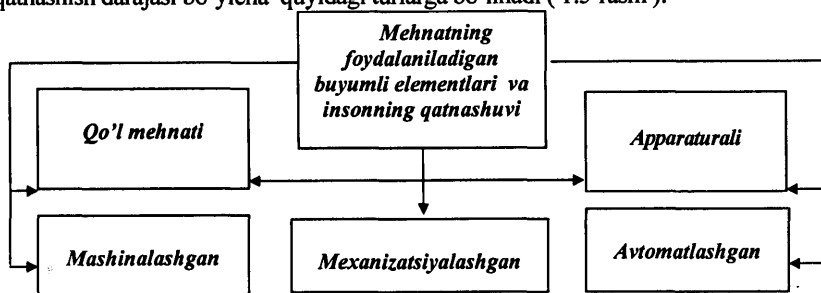 qatnashish darajasi bo'yicha quyidagi turlarga bo'linadi ( 1.5-rasm ).
Mehnatning
foydalaniladigan
buyumli elementlari va
insonning qatnashuvi
Qo'l mehnati
Apparaturali
Mashinalashgan
Mexanizatsiyalashgan
Avtomatlashgan